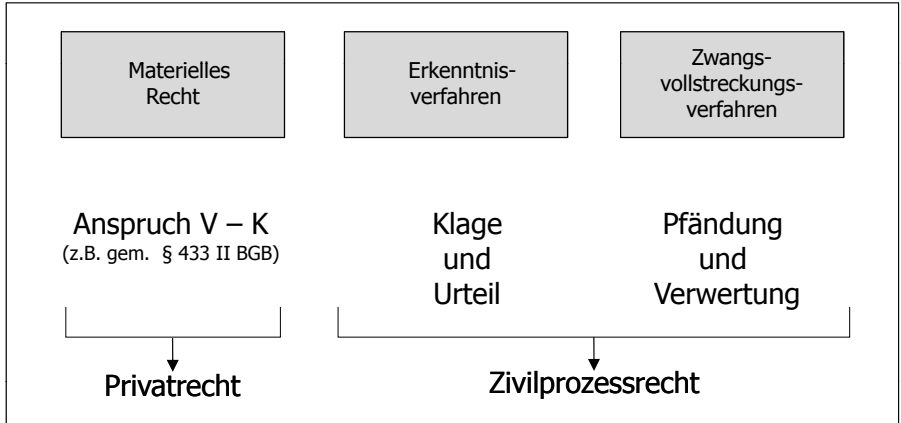 Materielles
Recht
Erkenntnis-
verfahren
Zwangs-
vollstreckungs-
verfahren
Anspruch V – K
(z.B. gem. § 433 II BGB)
Klage
und
Urteil
Pfändung
und
Verwertung
Privatrecht
Zivilprozessrecht